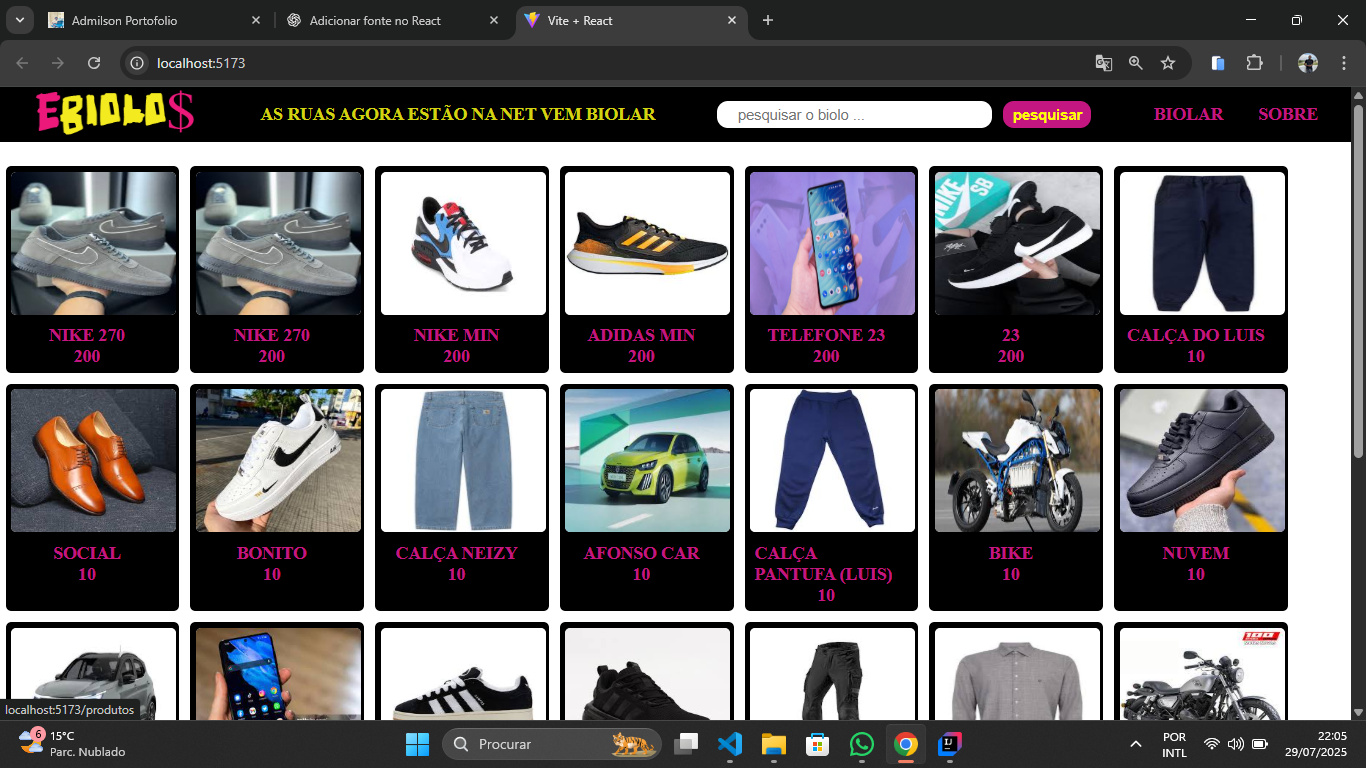 Admilson Portofolio
Adicionar fonte no React
Vite + React
localhost:5173
EBIOLO$
AS RUAS AGORA ESTÃO NA NET VEM BIOLAR
pesquisar o biolo ...
pesquisar
BIOLAR
SOBRE
NIKE SB
NIKE 270
200
NIKE 270
200
NIKE MIN
200
ADIDAS MIN
200
TELEFONE 23
200
23
200
CALÇA DO LUIS
10
SOCIAL
10
BONITO
10
CALÇA NEIZY
10
AFONSO CAR
10
CALÇA
PANTUFA (LUIS)
10
BIKE
10
NUVEM
10
localhost:5173/produtos
6
15°C
Parc. Nublado
Procurar
POR
INTL
22:05
29/07/2025